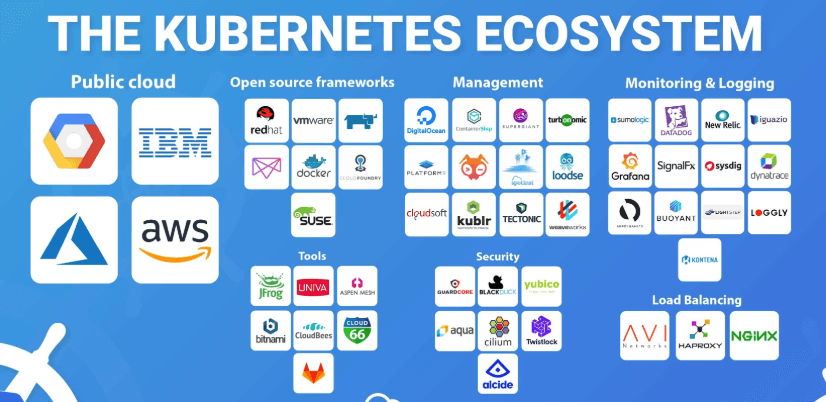 THE KUBERNETES ECOSYSTEM
Public cloud
IBM
aws
Open source frameworks
redhat
vmware
docker
CLOUD FOUNDRY
SUSE
Management
DigitalOcean
ContainerShip
SUPERGIANT
turbonomic
PLATFORM9
spotinst
loodse
cloudsoft
kublr
TECTONIC
weaveworks
Monitoring & Logging
sumologic
DATADOG
New Relic.
iguazio
Grafana
SignalFx
sysdig
dynatrace
BUOYANT
LIGHTSTEP
LOGGLY
KONTENA
Tools
JFrog
UNIVA
ASPEN MESH
bitnami
CloudBees
CLOUD
66
Security
GUARDICORE
BLACKDUCK
yubico
aqua
cilium
Twistlock
alcide
Load Balancing
AVI
Networks
HAPROXY
NGINX